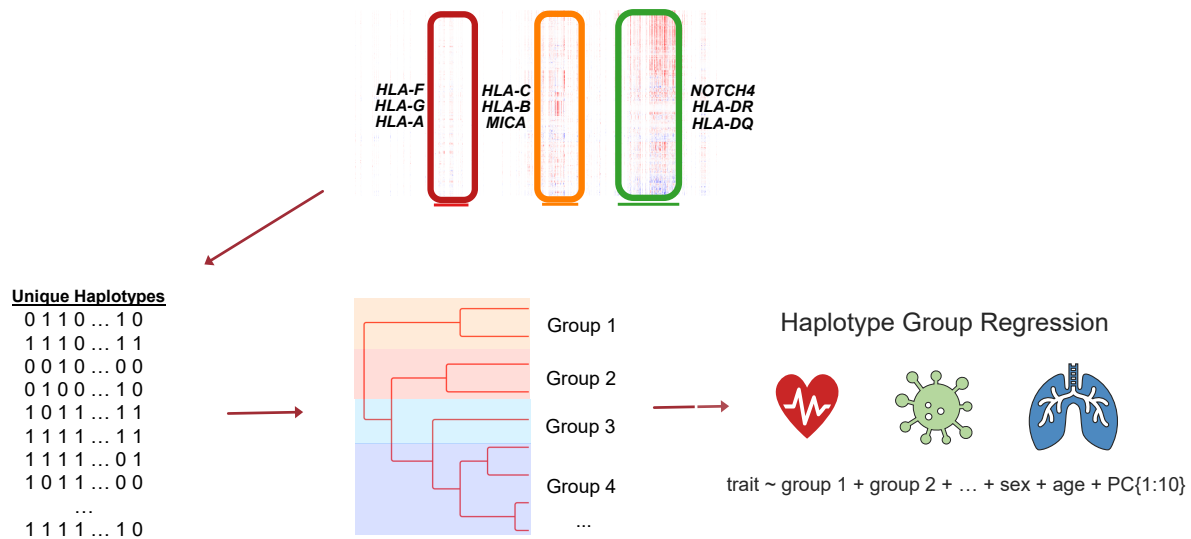 HLA-F
HLA-G
HLA-A
HLA-C
HLA-B
MICA
NOTCH4
HLA-DR
HLA-DQ
Unique Haplotypes
0 1 1 0 ... 1 0
1 1 1 0 ... 1 1
0 0 1 0 ... 0 0
0 1 0 0 ... 1 0
1 0 1 1 ... 1 1
1 1 1 1 ... 1 1
1 1 1 1 ... 0 1
1 0 1 1 ... 0 0
...
1 1 1 1 ... 1 0
Group 1
Group 2
Group 3
Group 4
...
Haplotype Group Regression
trait ~ group 1 + group 2 + ... + sex + age + PC{1:10}